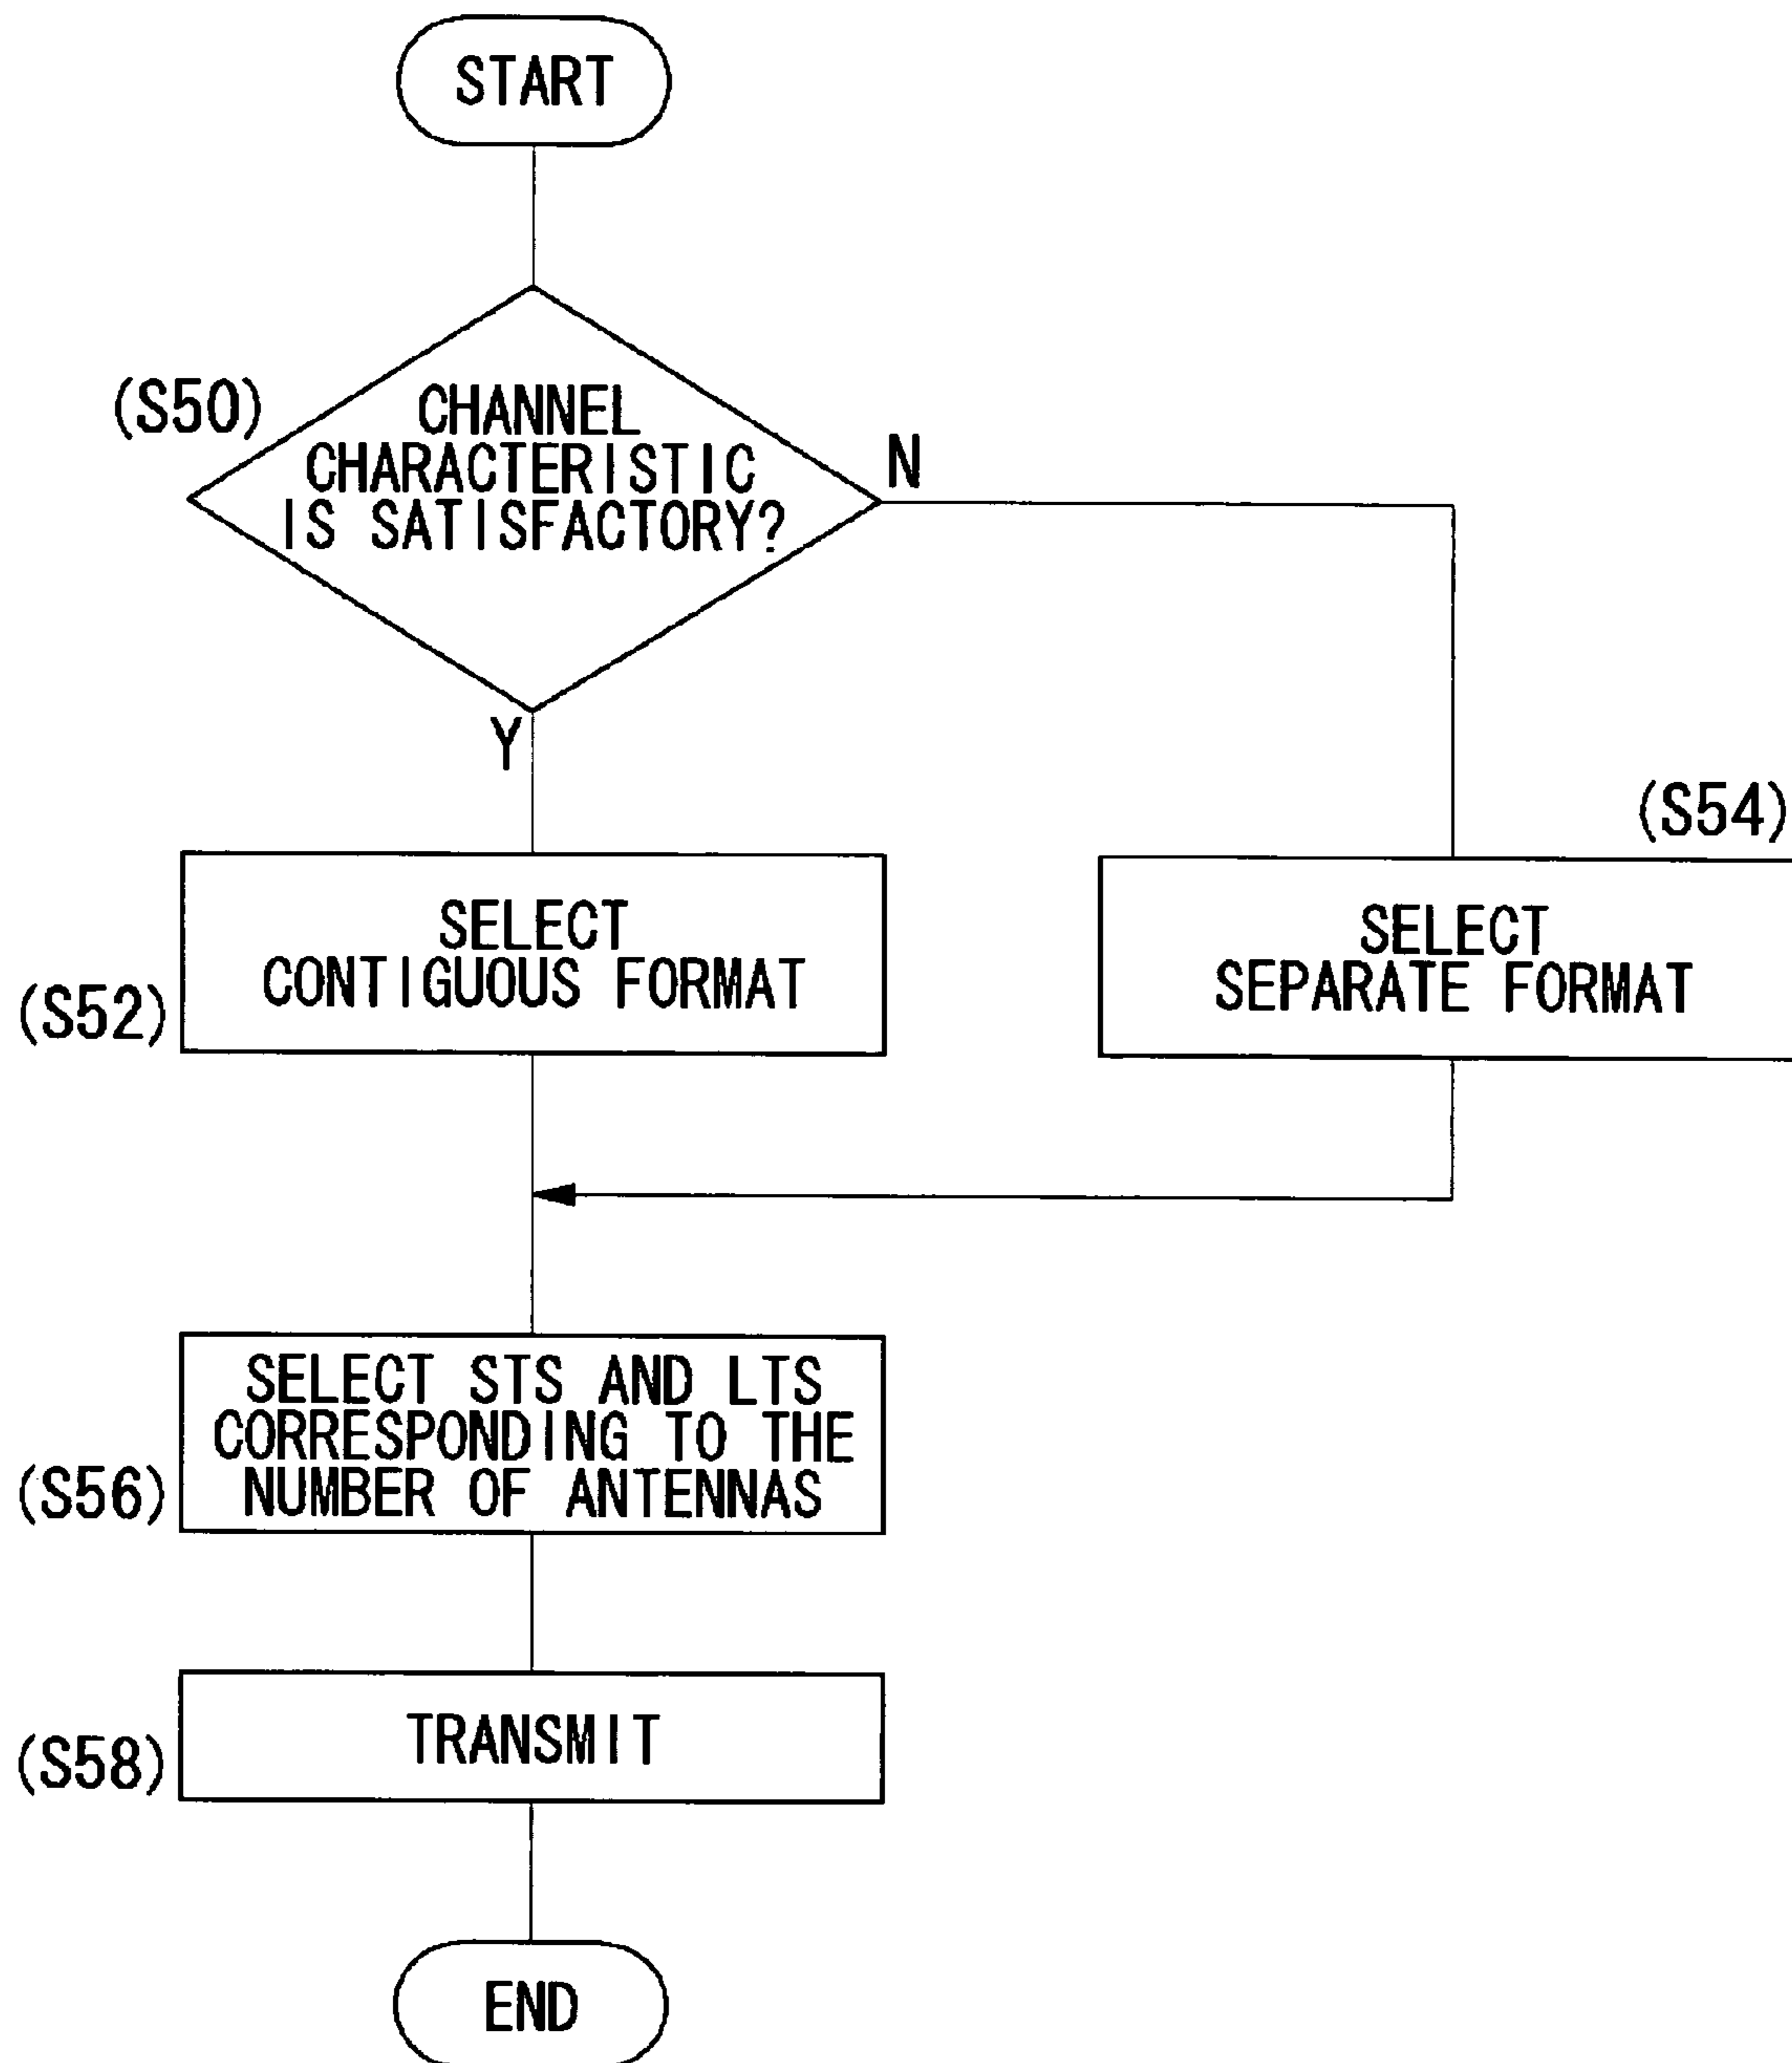 START
(S50)
CHANNEL
CHARACTERISTIC
IS SATISFACTORY?
N
Y
(S54)
SELECT
CONTIGUOUS FORMAT
(S52)
SELECT
SEPARATE FORMAT
SELECT STS AND LTS
CORRESPONDING TO THE
NUMBER OF ANTENNAS
(S56)
TRANSMIT
(S58)
END